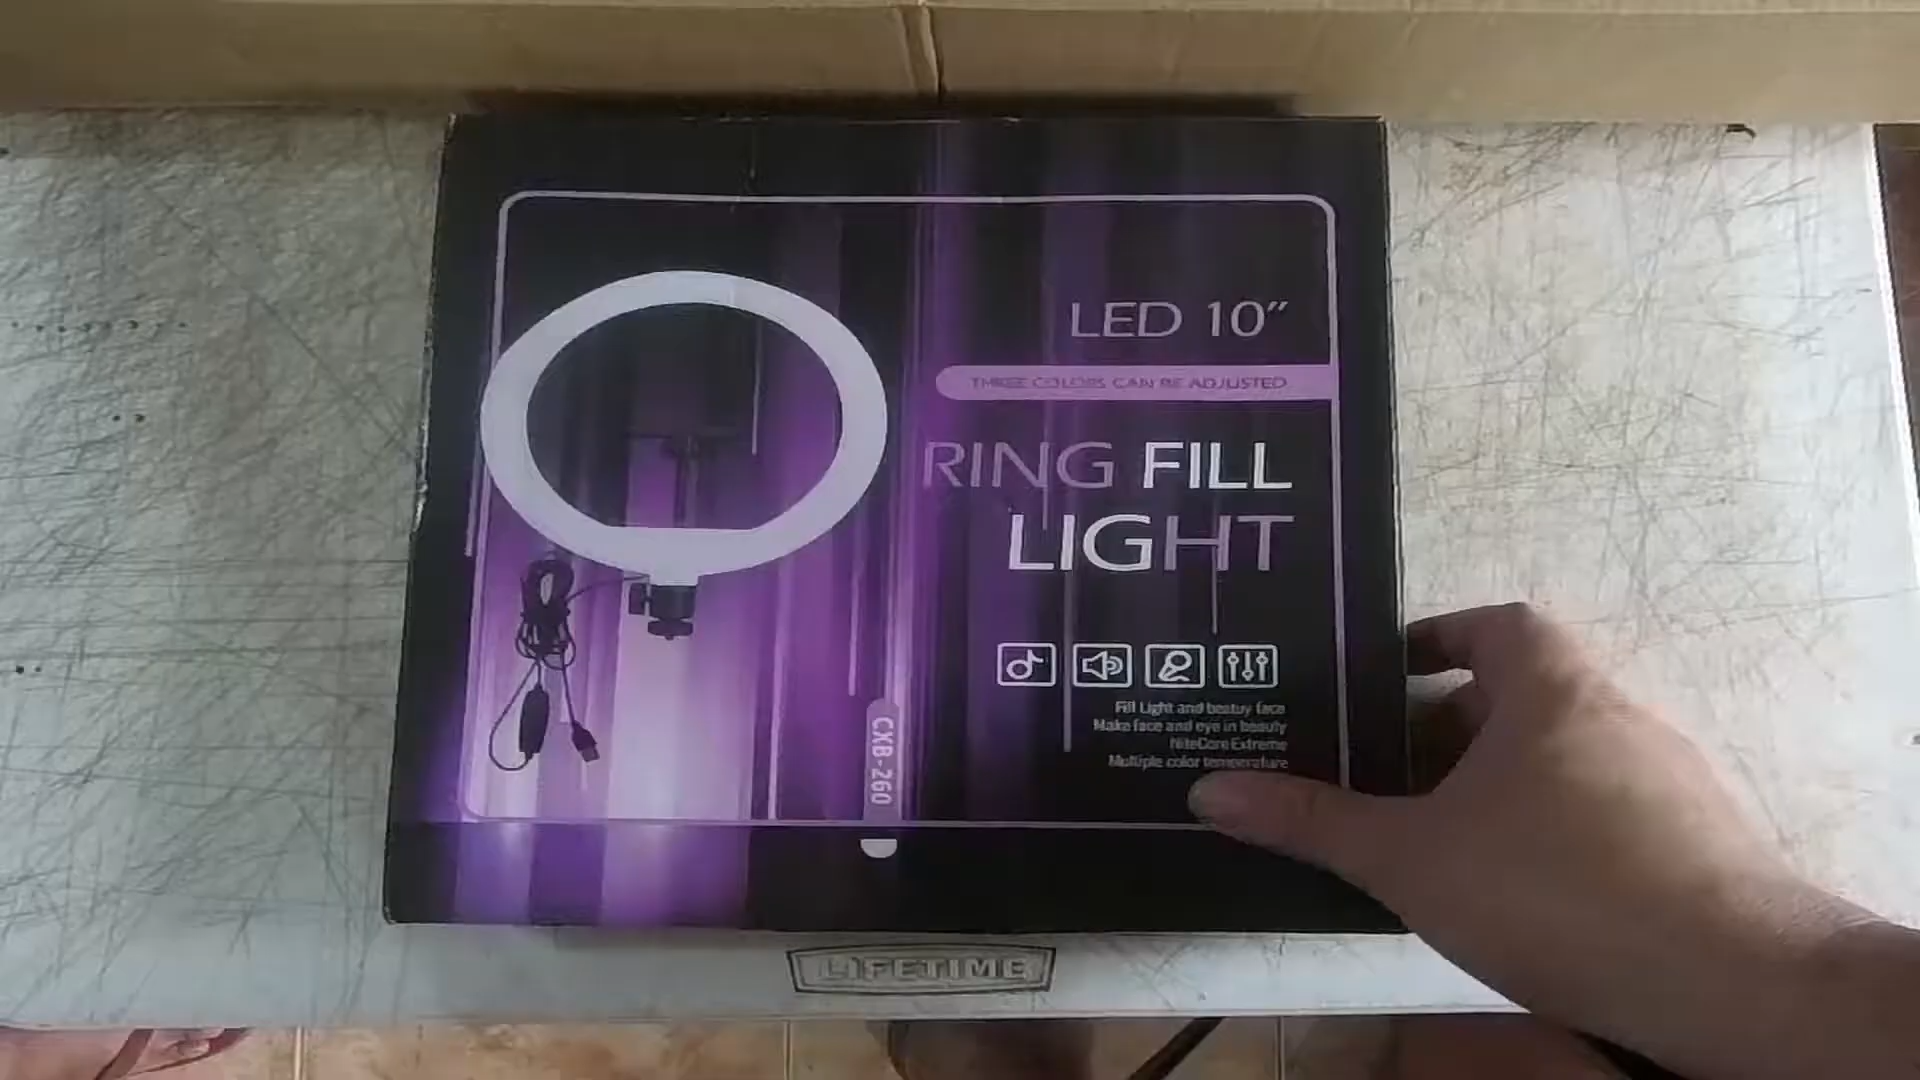 LED 10″
THREE COLORS CAN BE ADJUSTED
RING FILL
LIGHT
Fill Light and beatuy face
Make face and eye in beauty
NiteCore Extreme
Multiple color temperature
CXB-260
LIFETIME